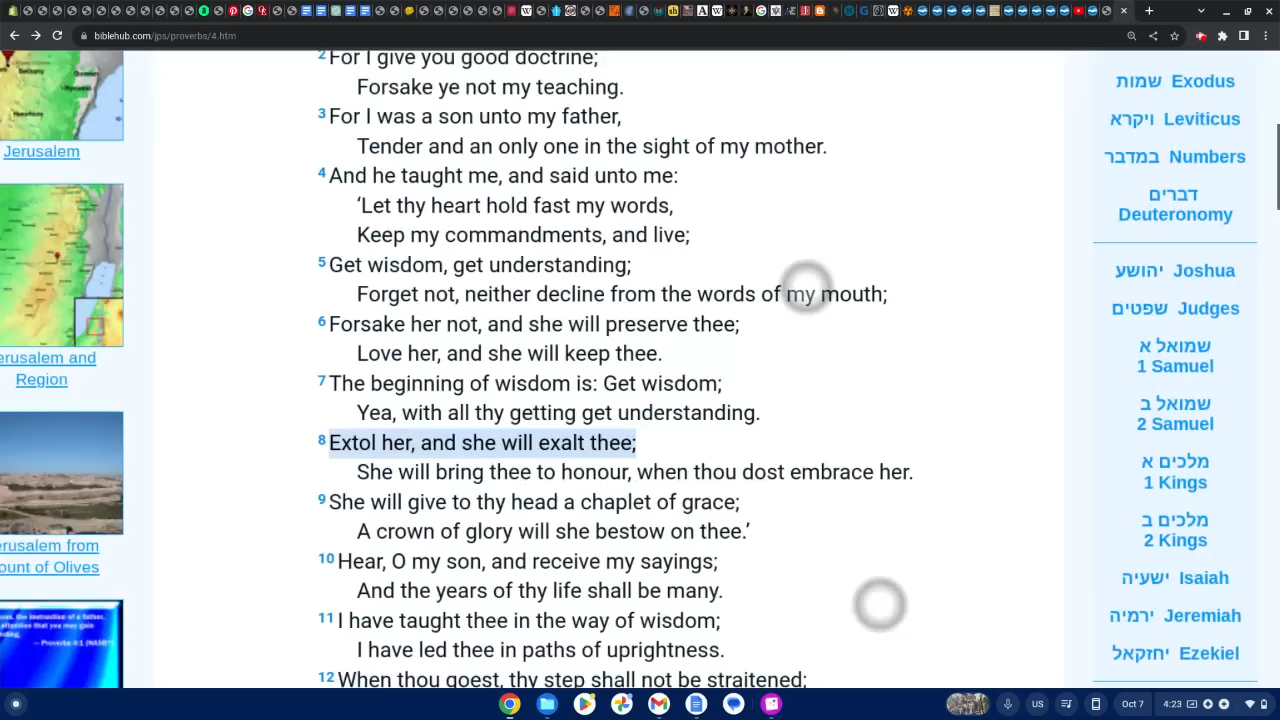 biblehub.com/jps/proverbs/4.htm
2 For I give you good doctrine;
Forsake ye not my teaching.
3 For I was a son unto my father,
Tender and an only one in the sight of my mother.
4 And he taught me, and said unto me:
‘Let thy heart hold fast my words,
Keep my commandments, and live;
5 Get wisdom, get understanding;
Forget not, neither decline from the words of my mouth;
6 Forsake her not, and she will preserve thee;
Love her, and she will keep thee.
7 The beginning of wisdom is: Get wisdom;
Yea, with all thy getting get understanding.
8 Extol her, and she will exalt thee;
She will bring thee to honour, when thou dost embrace her.
9 She will give to thy head a chaplet of grace;
A crown of glory will she bestow on thee.’
10 Hear, O my son, and receive my sayings;
And the years of thy life shall be many.
11 I have taught thee in the way of wisdom;
I have led thee in paths of uprightness.
12 When thou goest, thy step shall not be straitened;
Jerusalem
erusalem and
Region
erusalem from
ount of Olives
שמות Exodus
ויקרא Leviticus
במדבר Numbers
דברים
Deuteronomy
יהושע Joshua
שפטים Judges
שמואל א
1 Samuel
שמואל ב
2 Samuel
מלכים א
1 Kings
מלכים ב
2 Kings
ישעיה Isaiah
ירמיה Jeremiah
יחזקאל Ezekiel
US
Oct 7
4:23